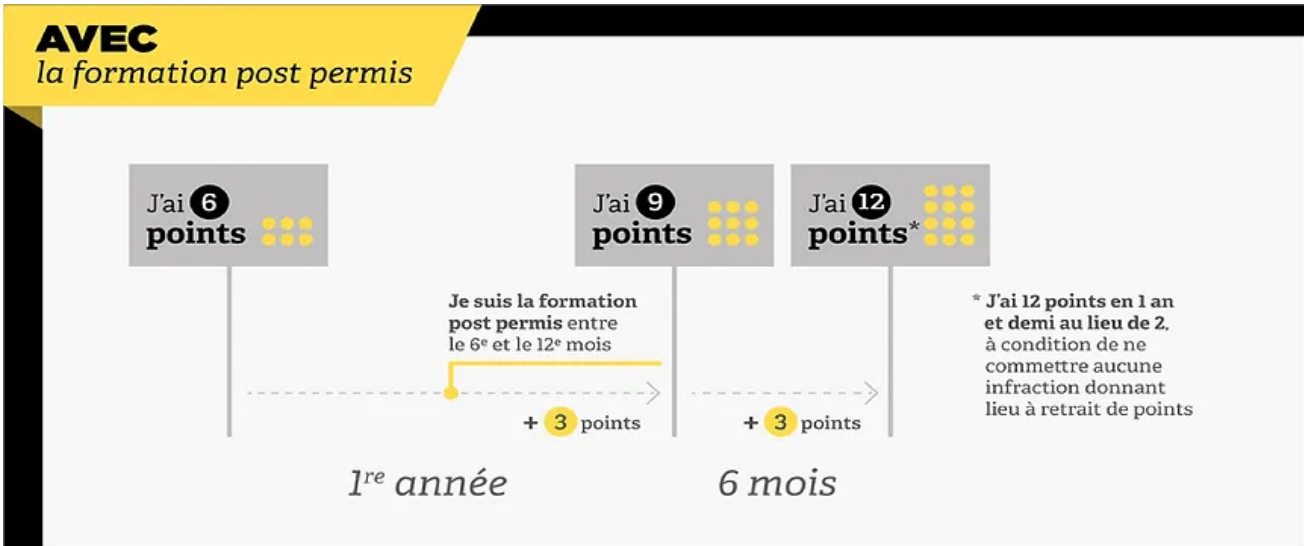 AVEC
la formation post permis
J'ai 6
points
J'ai 9
points
J'ai 12
points*
Je suis la formation
post permis entre
le 6e et le 12e mois
* J'ai 12 points en 1 an
et demi au lieu de 2,
à condition de ne
commettre aucune
infraction donnant
lieu à retrait de points
+ 3 points
+ 3 points
1re année
6 mois